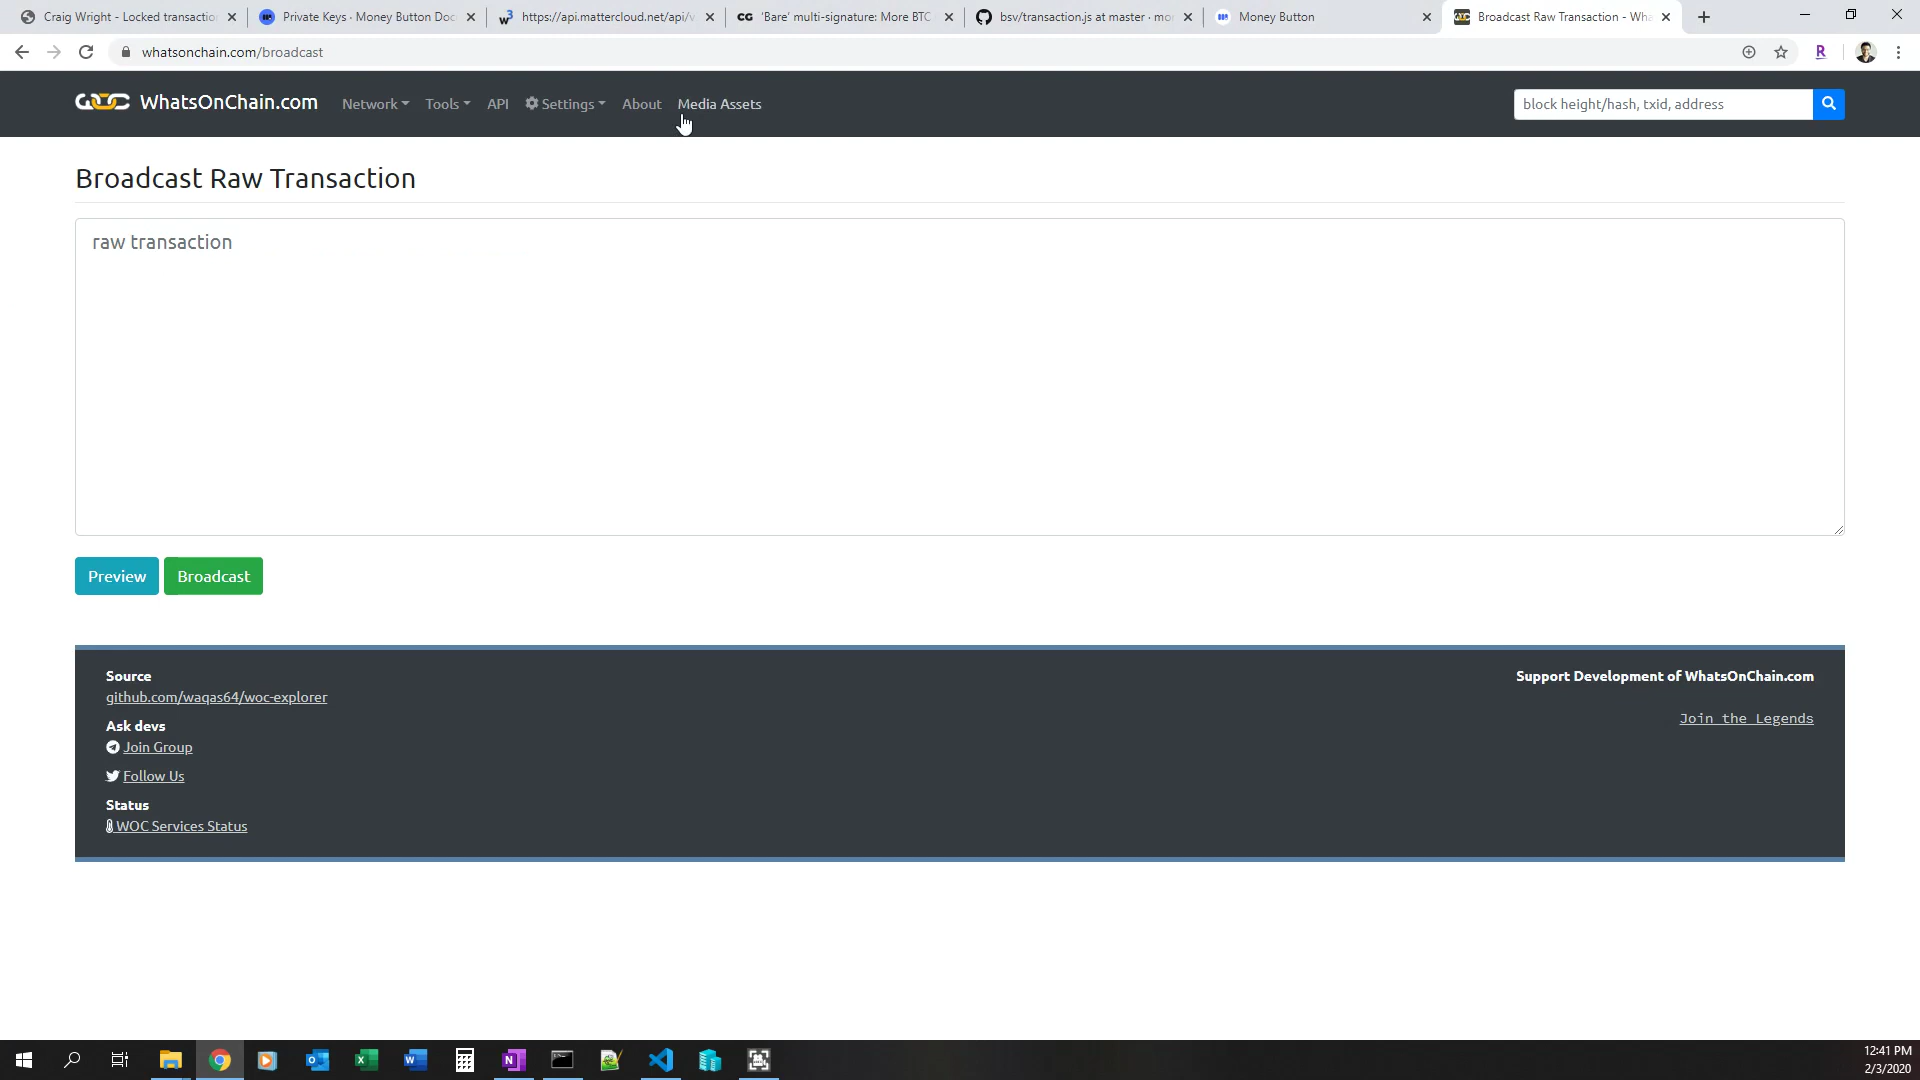 Craig Wright - Locked transactio
Private Keys · Money Button Doc
https://api.mattercloud.net/api/v
'Bare' multi-signature: More BTC
bsv/transaction.js at master · mo
Money Button
Broadcast Raw Transaction - Wha
whatsonchain.com/broadcast
R
WhatsOnChain.com
Network
Tools
API
Settings
About
Media Assets
block height/hash, txid, address
Broadcast Raw Transaction
raw transaction
Preview
Broadcast
Source
github.com/waqas64/woc-explorer
Ask devs
Join Group
Follow Us
Status
WOC Services Status
Support Development of WhatsOnChain.com
Join the Legends
12:41 PM
2/3/2020